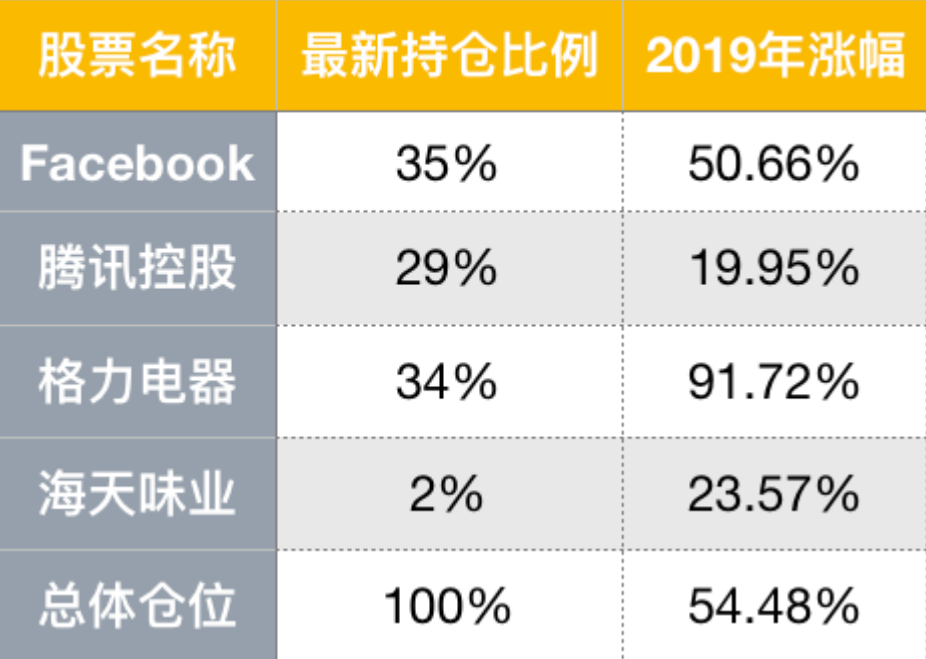 股票名称 最新持仓比例 2019年涨幅
Facebook 35% 50.66%
腾讯控股 29% 19.95%
格力电器 34% 91.72%
海天味业 2% 23.57%
总体仓位 100% 54.48%